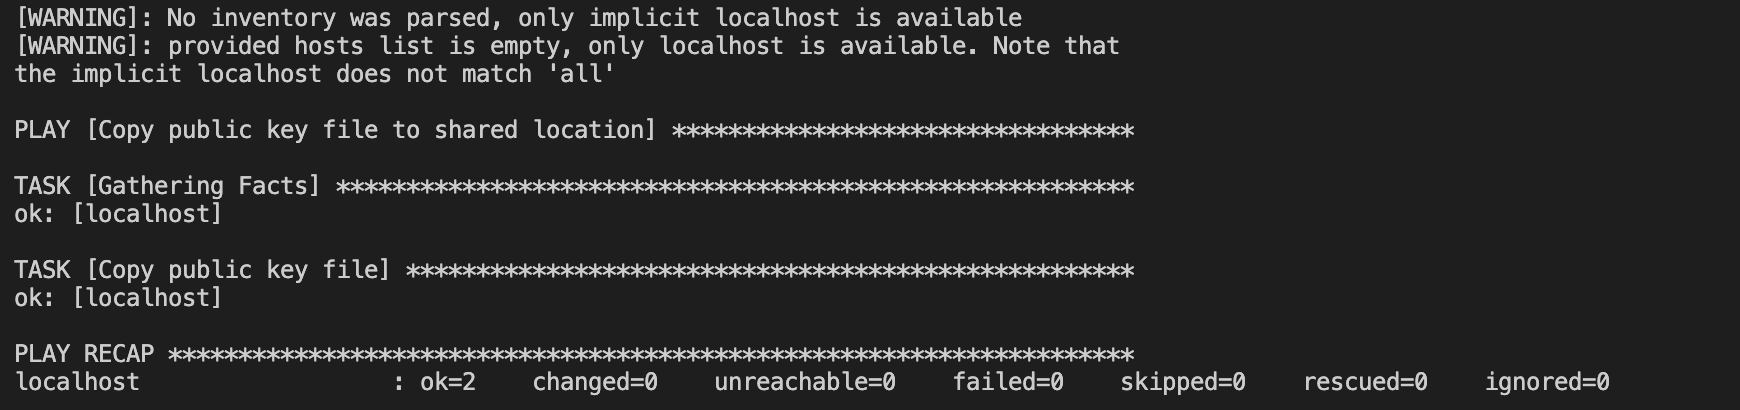 [WARNING]: No inventory was parsed, only implicit localhost is available
[WARNING]: provided hosts list is empty, only localhost is available. Note that
the implicit localhost does not match 'all'
PLAY [Copy public key file to shared location] *********************************
TASK [Gathering Facts] *********************************************************
ok: [localhost]
TASK [Copy public key file] ****************************************************
ok: [localhost]
PLAY RECAP *********************************************************************
localhost                  : ok=2    changed=0    unreachable=0    failed=0    skipped=0    rescued=0    ignored=0